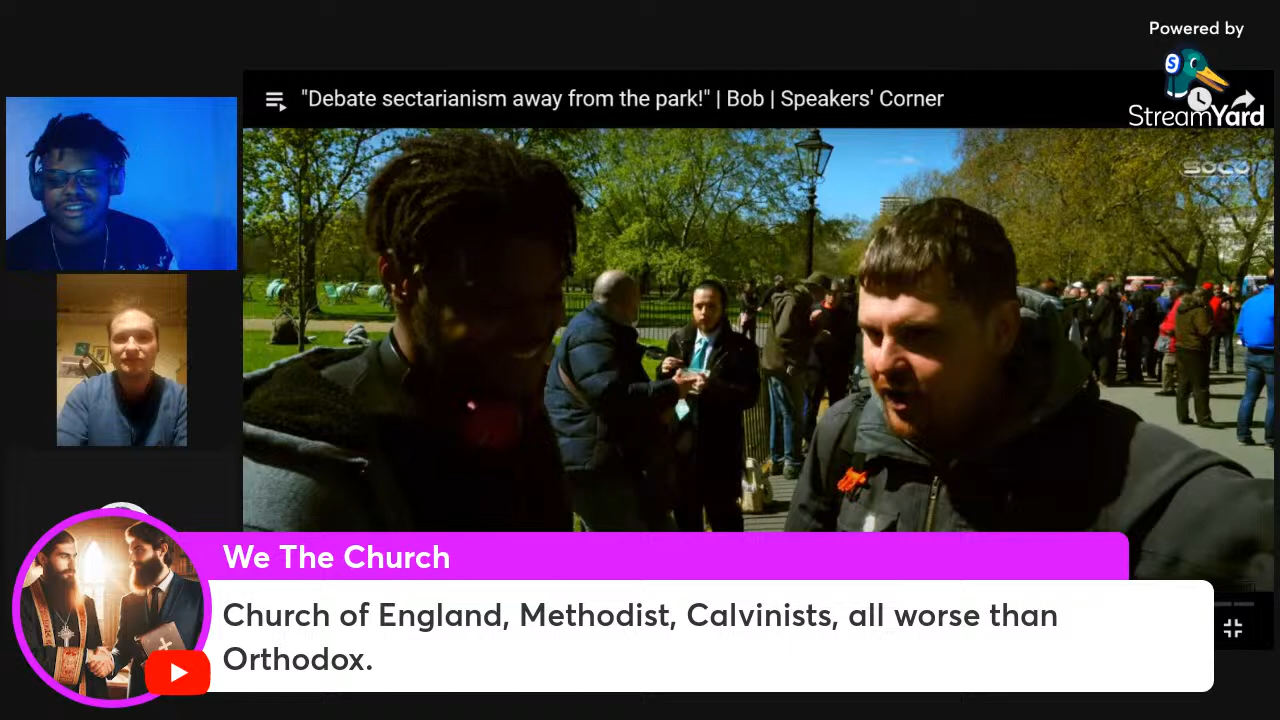 Powered by
StreamYard
"Debate sectarianism away from the park!" | Bob | Speakers' Corner
SOCO
We The Church
Church of England, Methodist, Calvinists, all worse than
Orthodox.